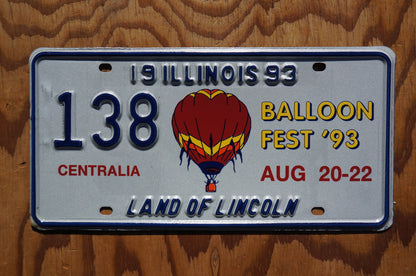 19 ILLINOIS 93
138
BALLOON
FEST '93
CENTRALIA
AUG 20-22
LAND OF LINCOLN